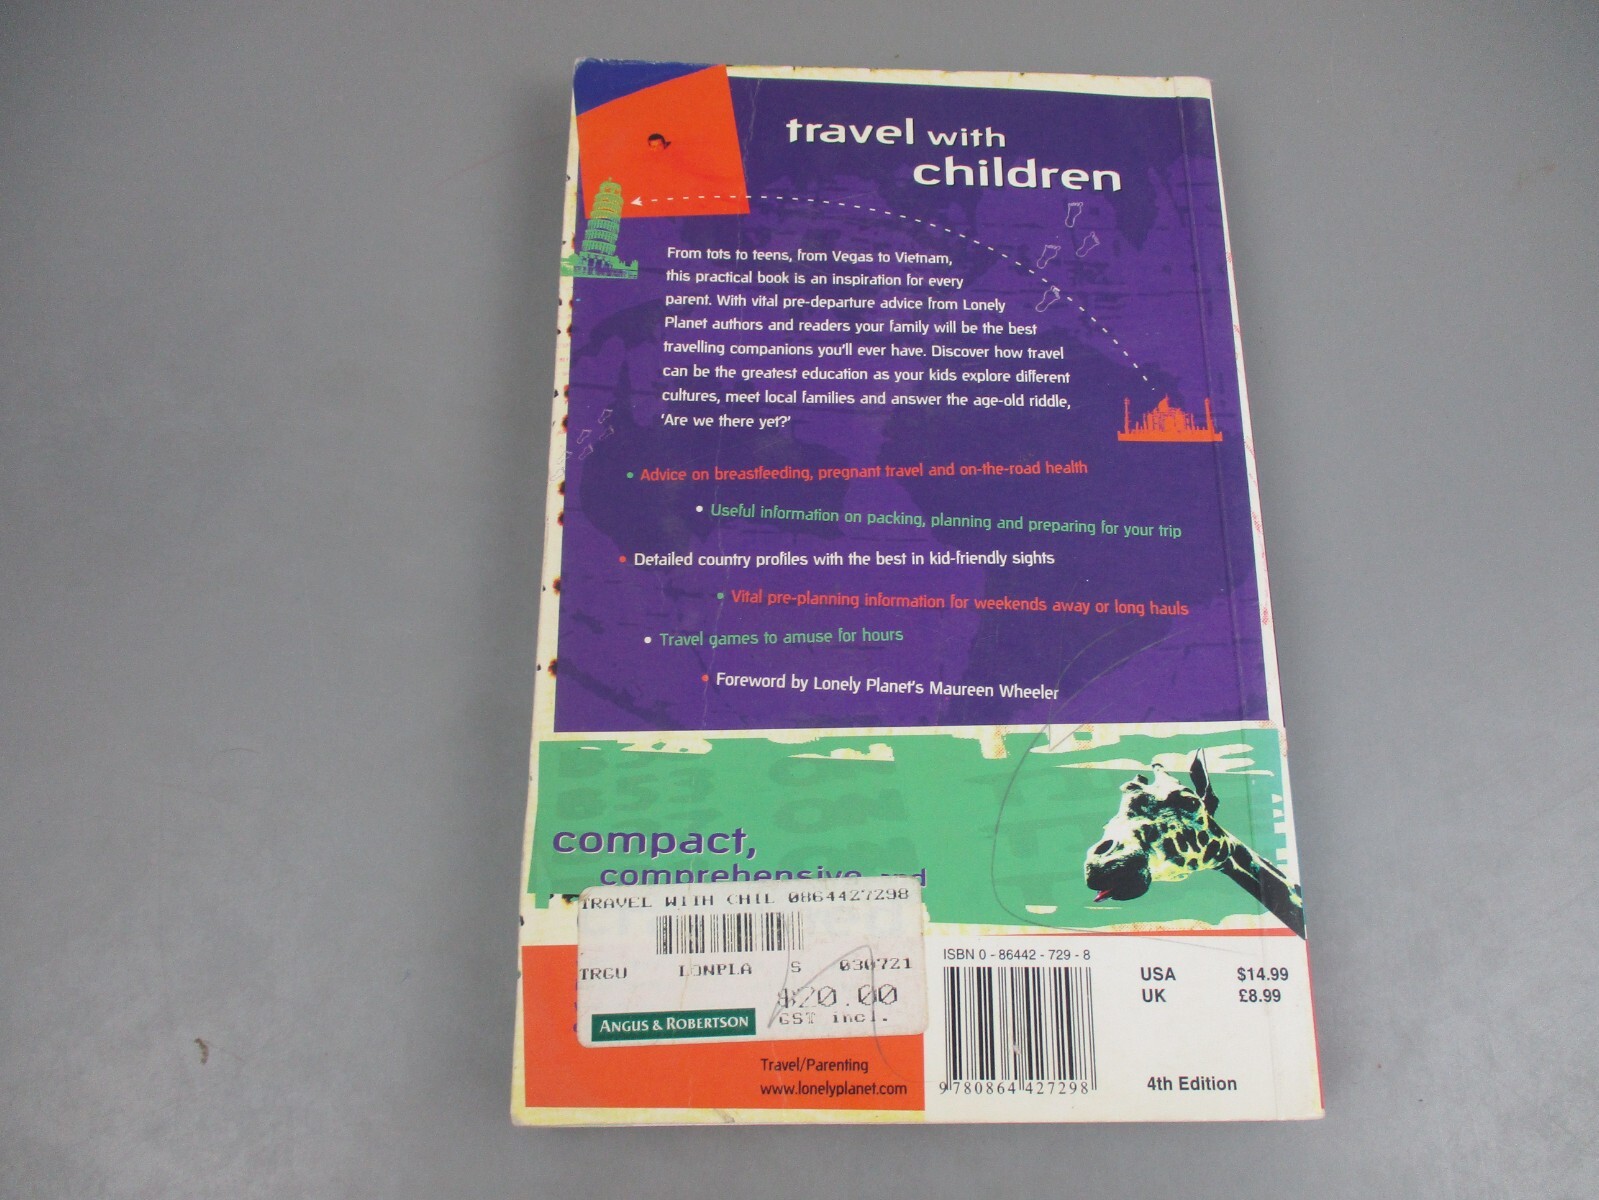 travel with
children
From tots to teens, from Vegas to Vietnam,
this practical book is an inspiration for every
parent. With vital pre-departure advice from Lonely
Planet authors and readers your family will be the best
travelling companions you'll ever have. Discover how travel
can be the greatest education as your kids explore different
cultures, meet local families and answer the age-old riddle,
'Are we there yet?'
• Advice on breastfeeding, pregnant travel and on-the-road health
• Useful information on packing, planning and preparing for your trip
• Detailed country profiles with the best in kid-friendly sights
• Vital pre-planning information for weekends away or long hauls
• Travel games to amuse for hours
• Foreword by Lonely Planet's Maureen Wheeler
compact,
comprehensive and
TRAVEL WITH CHIL 0864427298
TRGU LONPLA S 030721
$20.00
GST incl.
ANGUS & ROBERTSON
Travel/Parenting
www.lonelyplanet.com
ISBN 0 - 86442 - 729 - 8
9 780864 427298
USA $14.99
UK £8.99
4th Edition